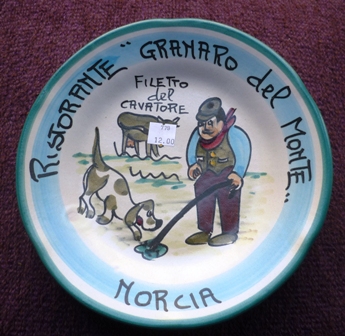 RISTORANTE " GRANARO del MONTE "
FILETTO
del
CAVATORE
12.00
NORCIA